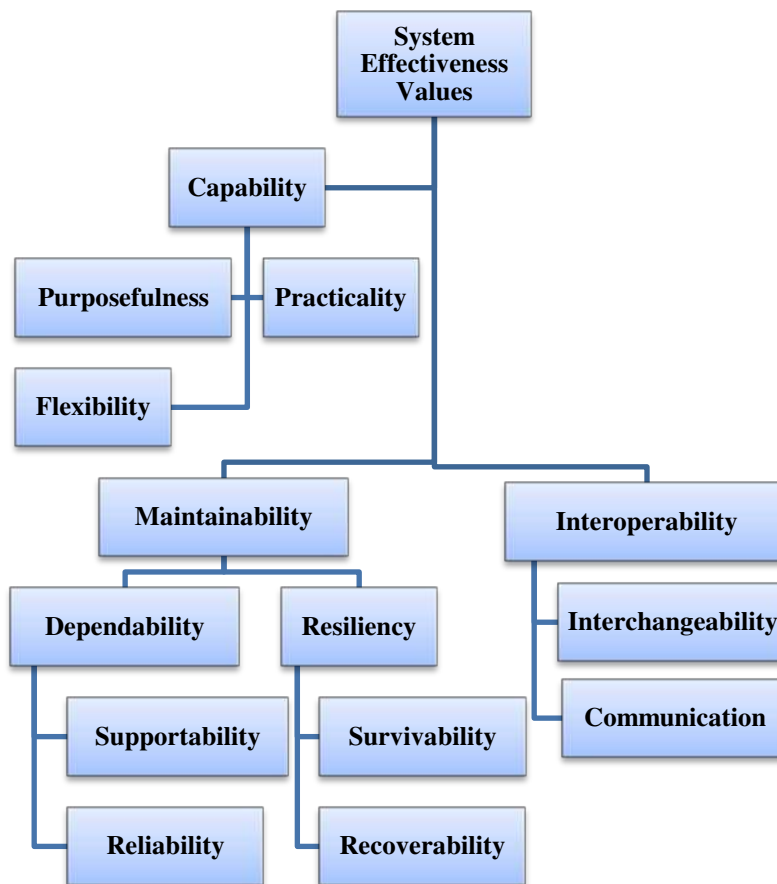 System
Effectiveness
Values
Capability
Purposefulness
Practicality
Flexibility
Maintainability
Interoperability
Dependability
Resiliency
Interchangeability
Supportability
Survivability
Communication
Reliability
Recoverability